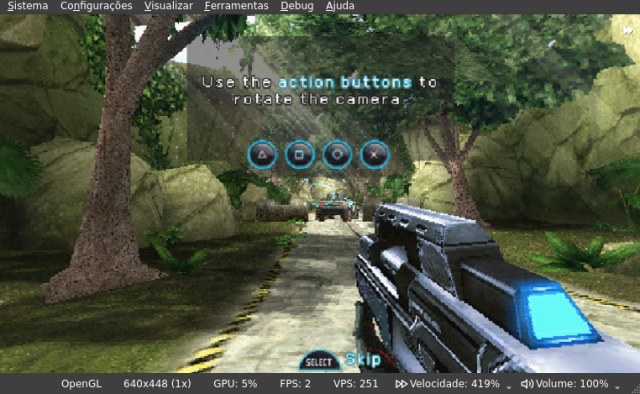 Sistema Configurações Visualizar Ferramentas Debug Ajuda
Use the action buttons to
rotate the camera.
SELECT Skip
OpenGL 640x448 (1x) GPU: 5% FPS: 2 VPS: 251 Velocidade: 419% Volume: 100%